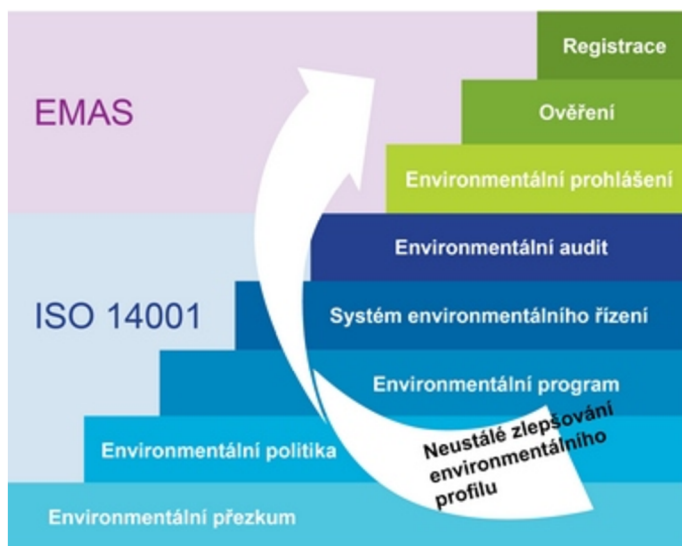 Registrace
EMAS
Ověření
Environmentální prohlášení
Environmentální audit
ISO 14001
Systém environmentálního řízení
Environmentální program
Neustálé zlepšování
environmentálního
profilu
Environmentální politika
Environmentální přezkum